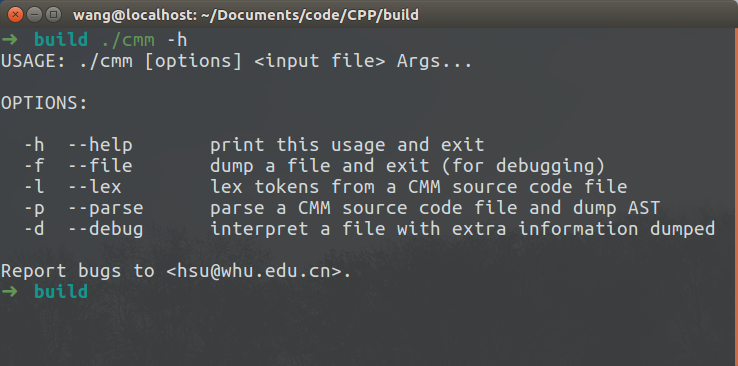 wang@localhost: ~/Documents/code/CPP/build
➜  build ./cmm -h
USAGE: ./cmm [options] <input file> Args...
OPTIONS:
  -h  --help       print this usage and exit
  -f  --file       dump a file and exit (for debugging)
  -l  --lex        lex tokens from a CMM source code file
  -p  --parse      parse a CMM source code file and dump AST
  -d  --debug      interpret a file with extra information dumped
Report bugs to <hsu@whu.edu.cn>.
➜  build